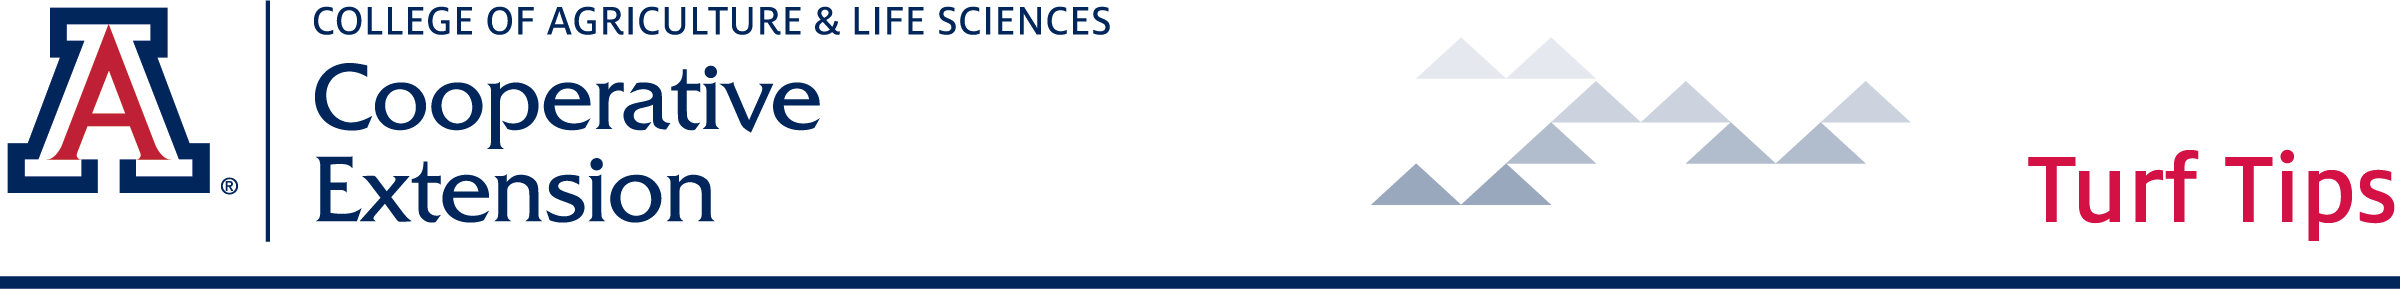 COLLEGE OF AGRICULTURE & LIFE SCIENCES
Cooperative
Extension
A®
Turf Tips